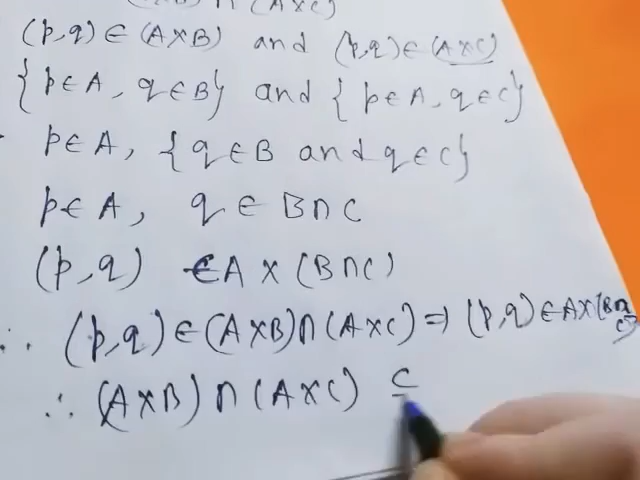 (A×B) ∩ (A×C)
(p,q) ∈ (A×B) and (p,q) ∈ (A×C)
{p∈A, q∈B} and {p∈A, q∈C}
p∈A, {q∈B and q∈C}
p∈A, q∈B∩C
(p,q) ∈ A×(B∩C)
∴ (p,q) ∈ (A×B)∩(A×C) ⇒ (p,q) ∈ A×(B∩C)
∴ (A×B) ∩ (A×C) ⊆